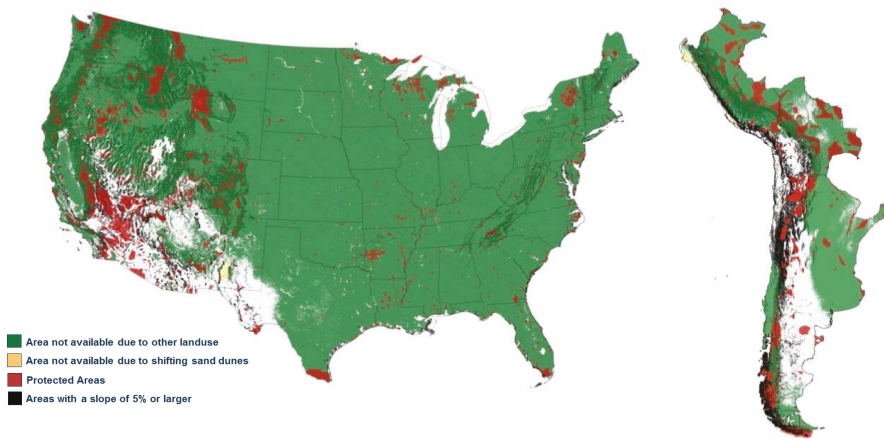 Area not available due to other landuse
Area not available due to shifting sand dunes
Protected Areas
Areas with a slope of 5% or larger